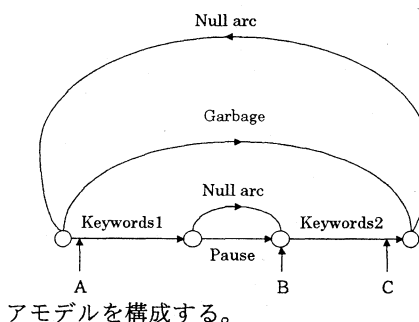 Null arc
Garbage
Null arc
Keywords1
Keywords2
Pause
A
B
C
アモデルを構成する。